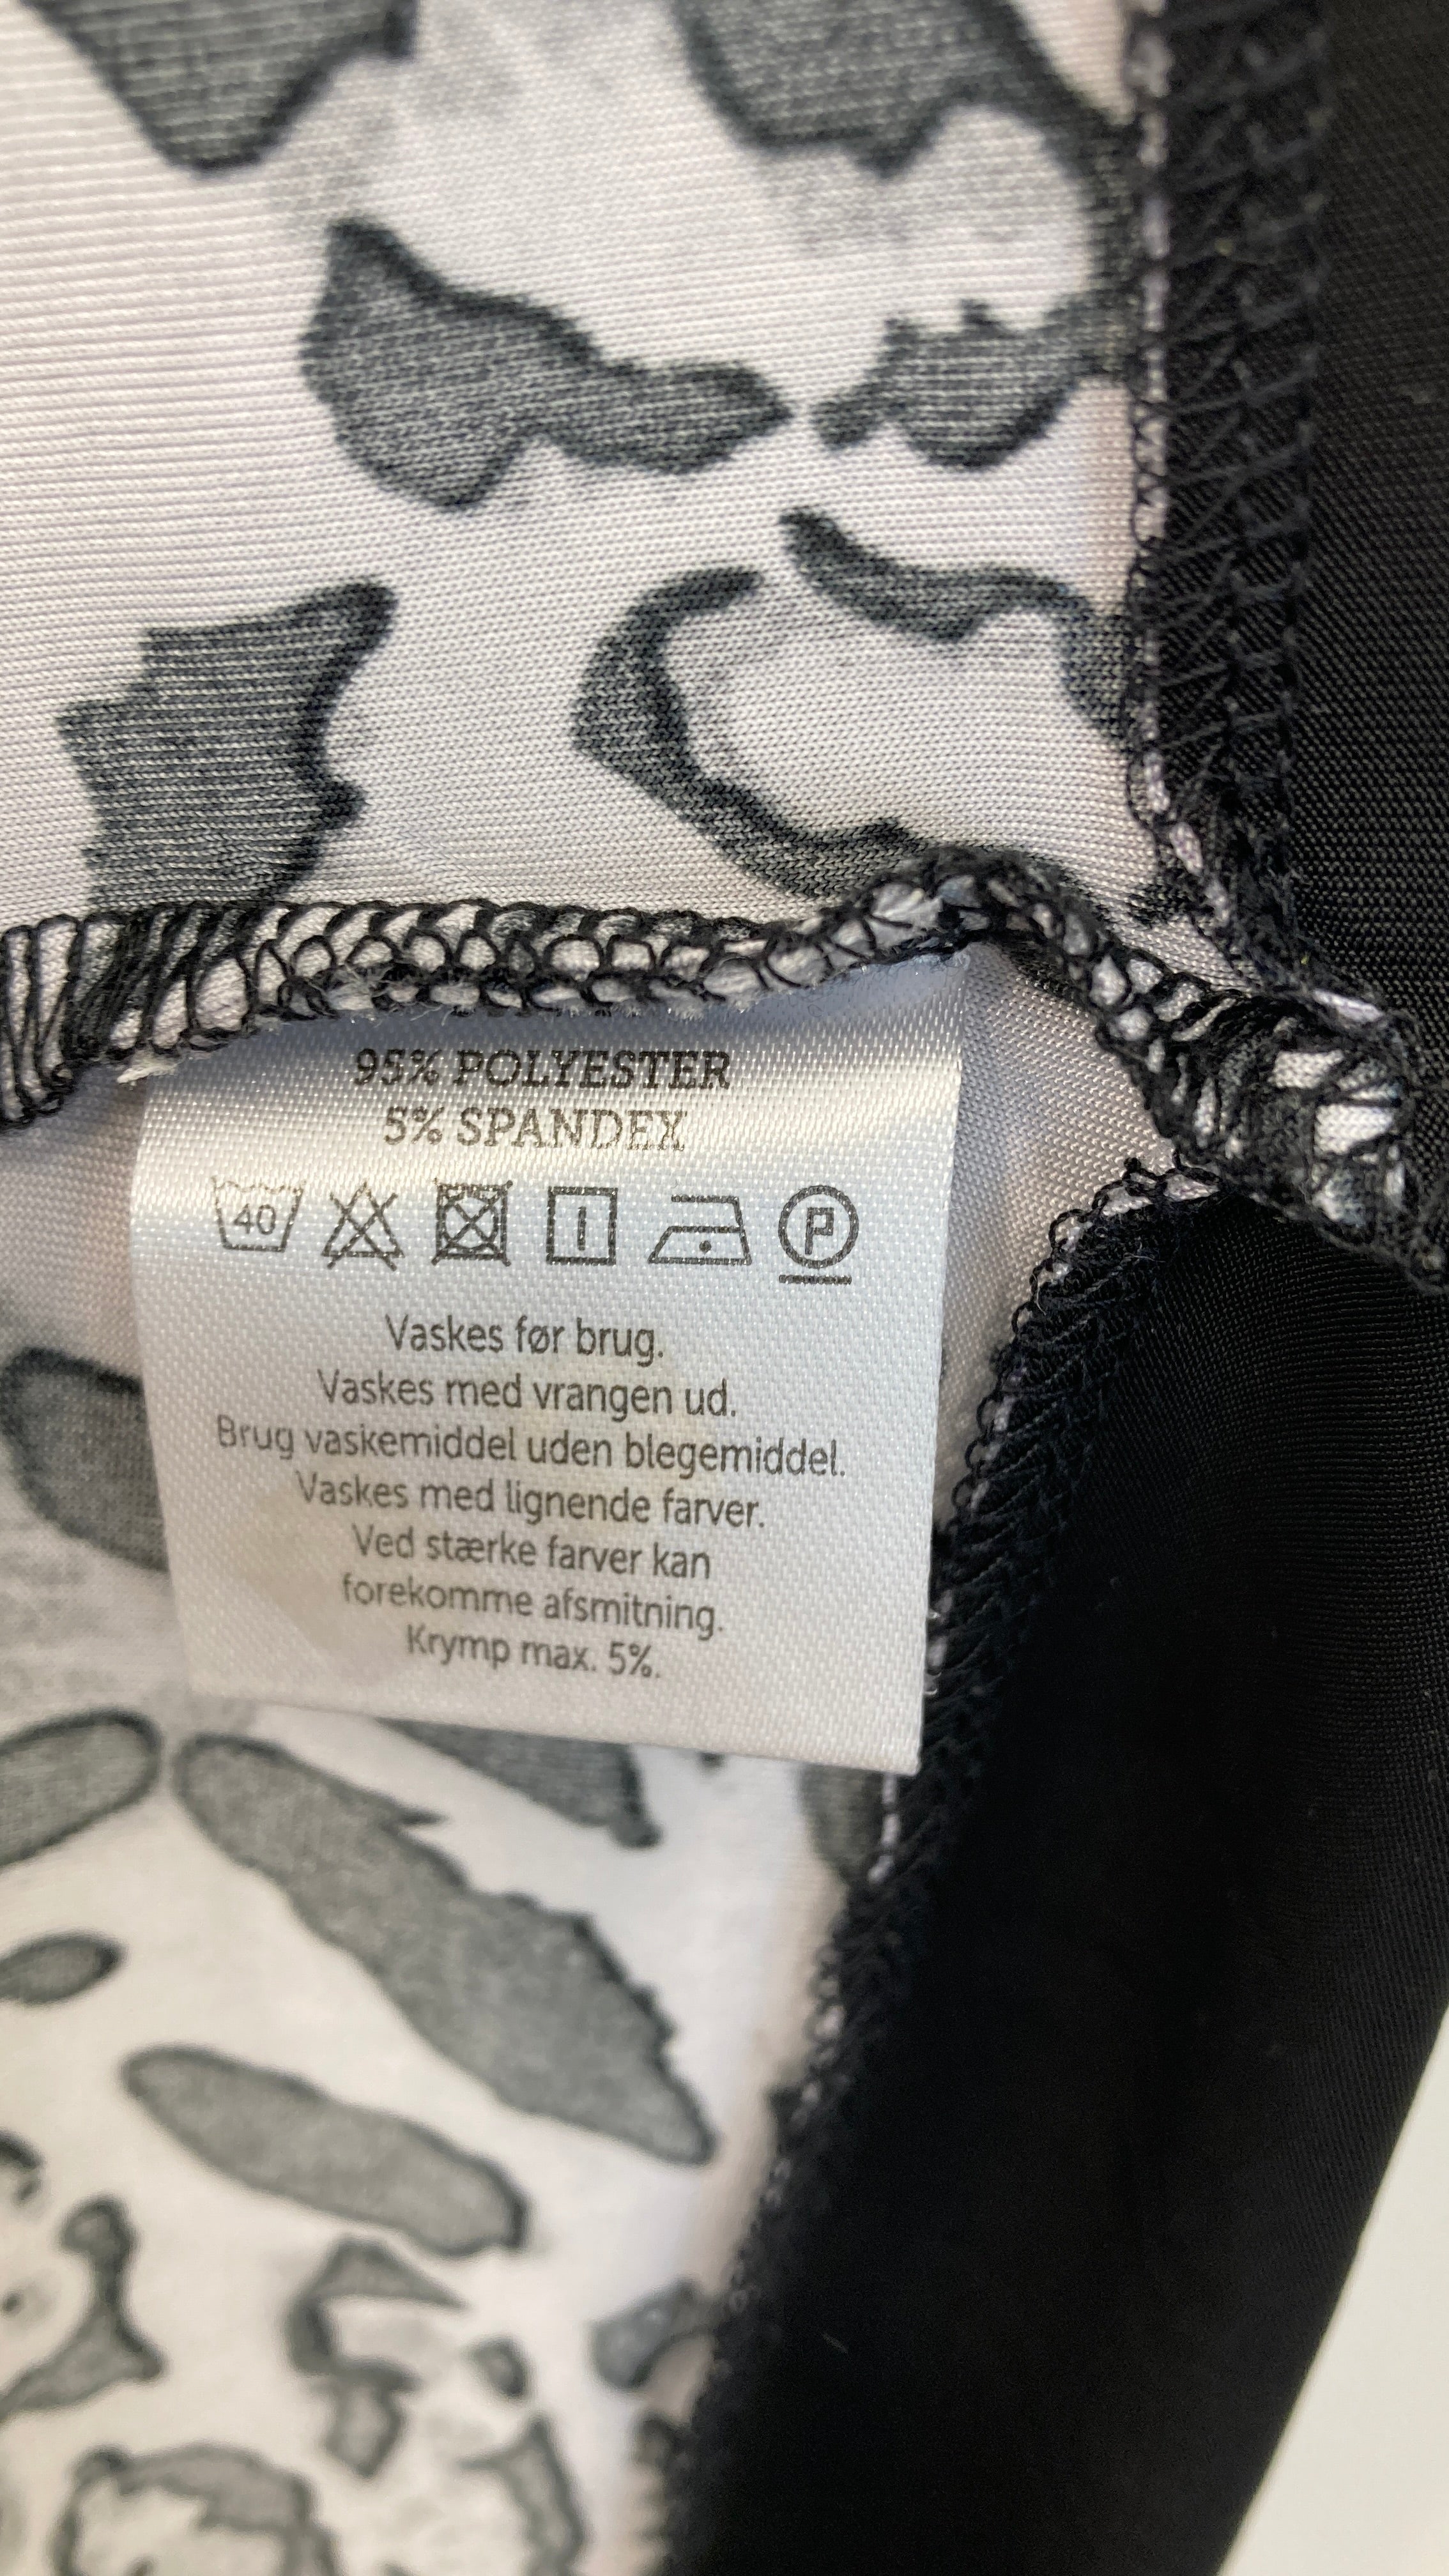 95% POLYESTER
5% SPANDEX
40 P
Vaskes før brug.
Vaskes med vrangen ud.
Brug vaskemiddel uden blegemiddel.
Vaskes med lignende farver.
Ved stærke farver kan
forekomme afsmitning.
Krymp max. 5%.